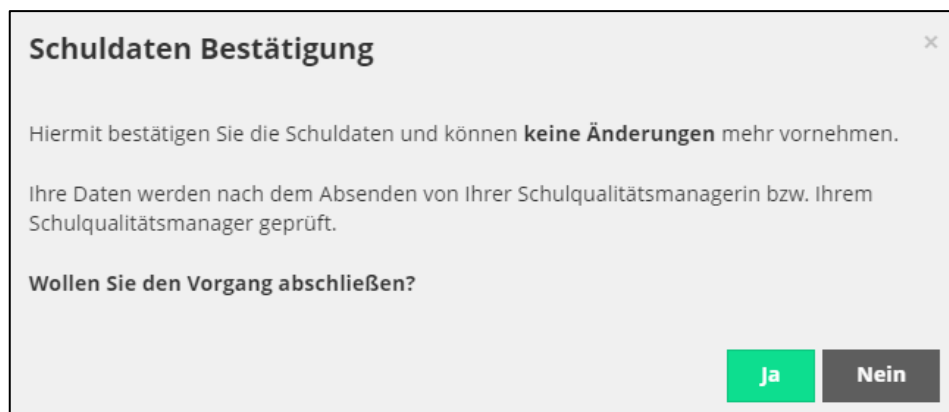 Schuldaten Bestätigung
×
Hiermit bestätigen Sie die Schuldaten und können keine Änderungen mehr vornehmen.
Ihre Daten werden nach dem Absenden von Ihrer Schulqualitätsmanagerin bzw. Ihrem
Schulqualitätsmanager geprüft.
Wollen Sie den Vorgang abschließen?
Ja
Nein